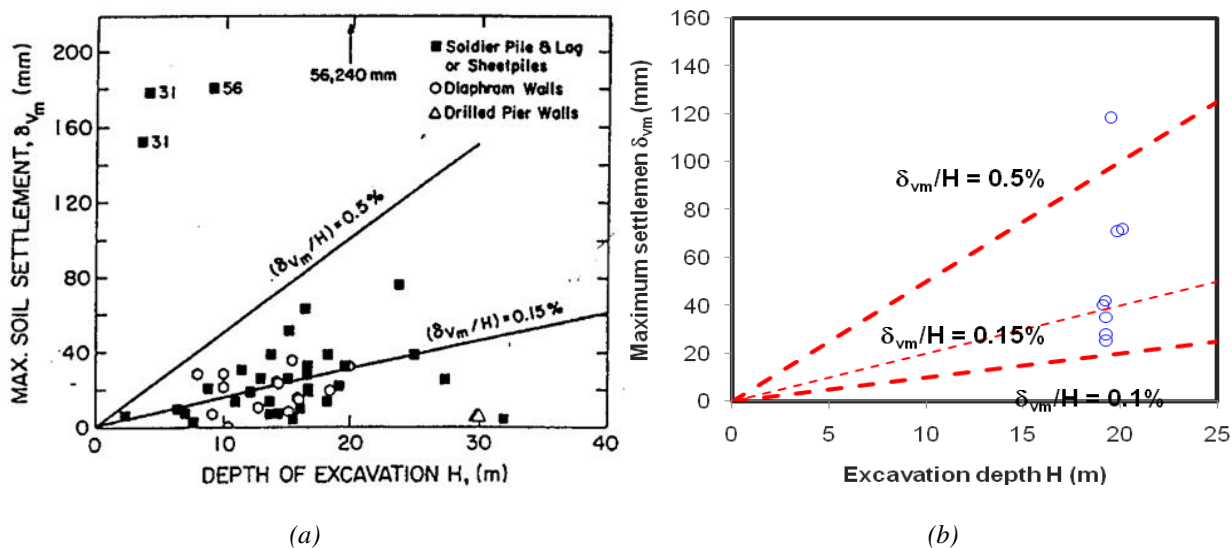 200
160
120
80
40
0
MAX. SOIL SETTLEMENT, δVm (mm)
31
56
31
56,240 mm
■ Soldier Pile & Lag
or Sheetpiles
○ Diaphram Walls
△ Drilled Pier Walls
(δVm/H)=0.5%
(δVm/H)=0.15%
0 10 20 30 40
DEPTH OF EXCAVATION H, (m)
(a)
160
140
120
100
80
60
40
20
0
Maximum settlemen δvm (mm)
δvm/H = 0.5%
δvm/H = 0.15%
δvm/H = 0.1%
0 5 10 15 20 25
Excavation depth H (m)
(b)